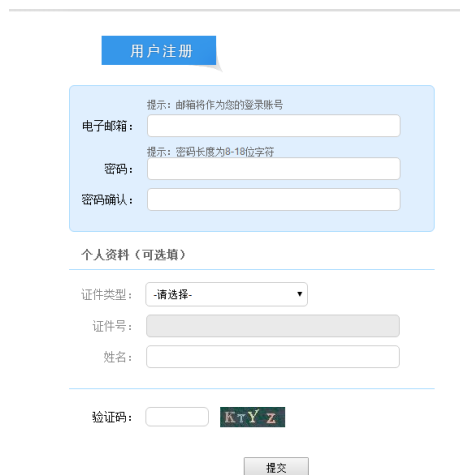 用户注册
提示：邮箱将作为您的登录账号
电子邮箱：
提示：密码长度为8-18位字符
密码：
密码确认：
个人资料（可选填）
证件类型： -请选择-
证件号：
姓名：
验证码： KTYZ
提交